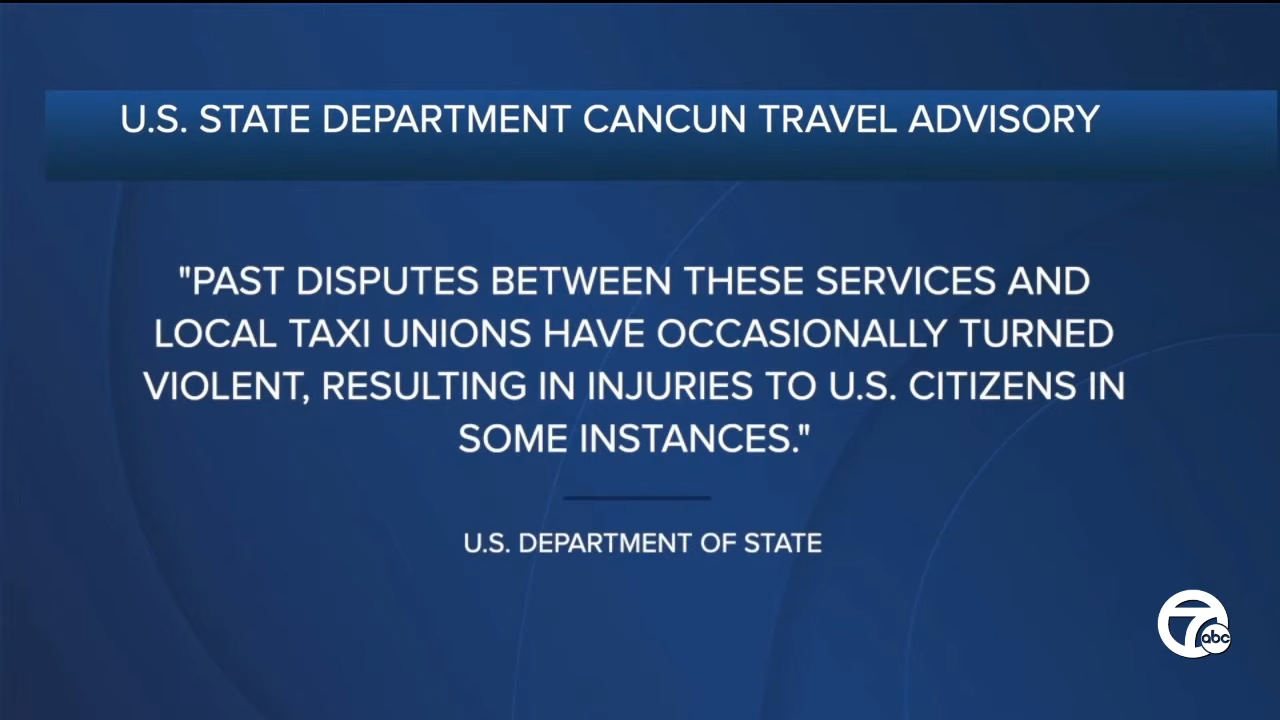 U.S. STATE DEPARTMENT CANCUN TRAVEL ADVISORY
"PAST DISPUTES BETWEEN THESE SERVICES AND
LOCAL TAXI UNIONS HAVE OCCASIONALLY TURNED
VIOLENT, RESULTING IN INJURIES TO U.S. CITIZENS IN
SOME INSTANCES."
U.S. DEPARTMENT OF STATE
7 abc